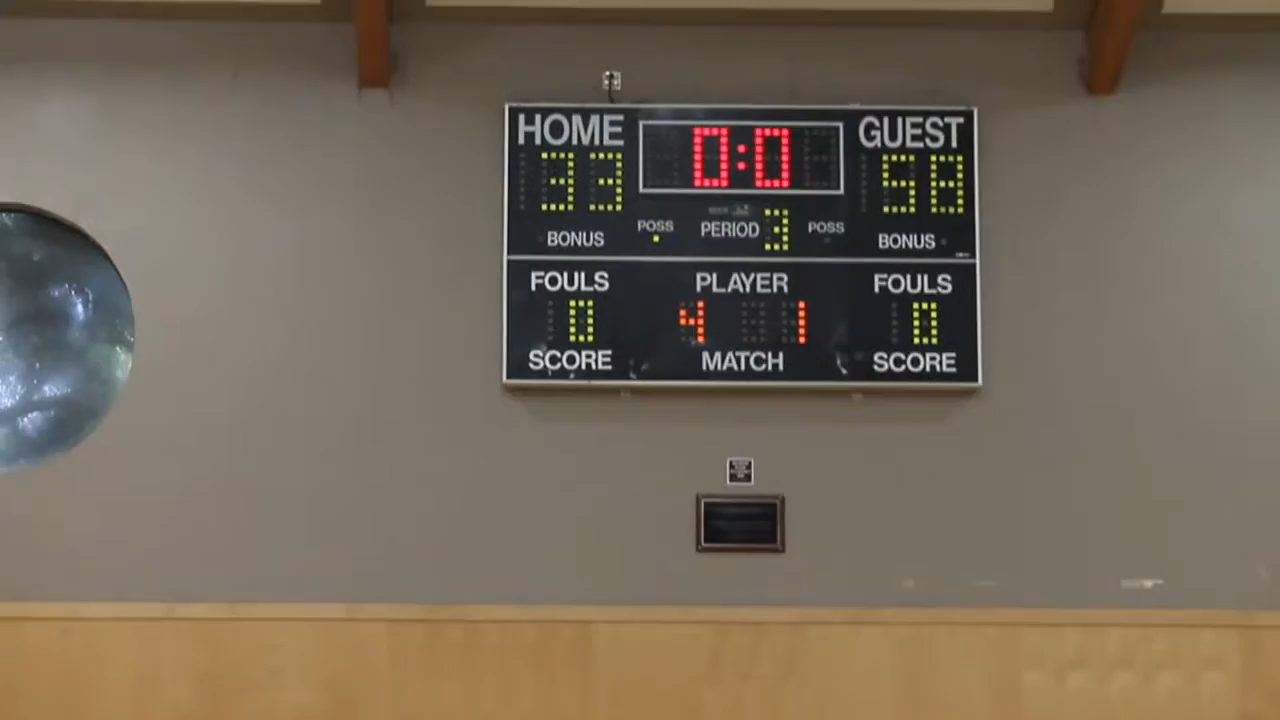 HOME 0:0 GUEST
33 58
POSS PERIOD 3 POSS
BONUS BONUS
FOULS PLAYER FOULS
0 4 1 0
SCORE MATCH SCORE